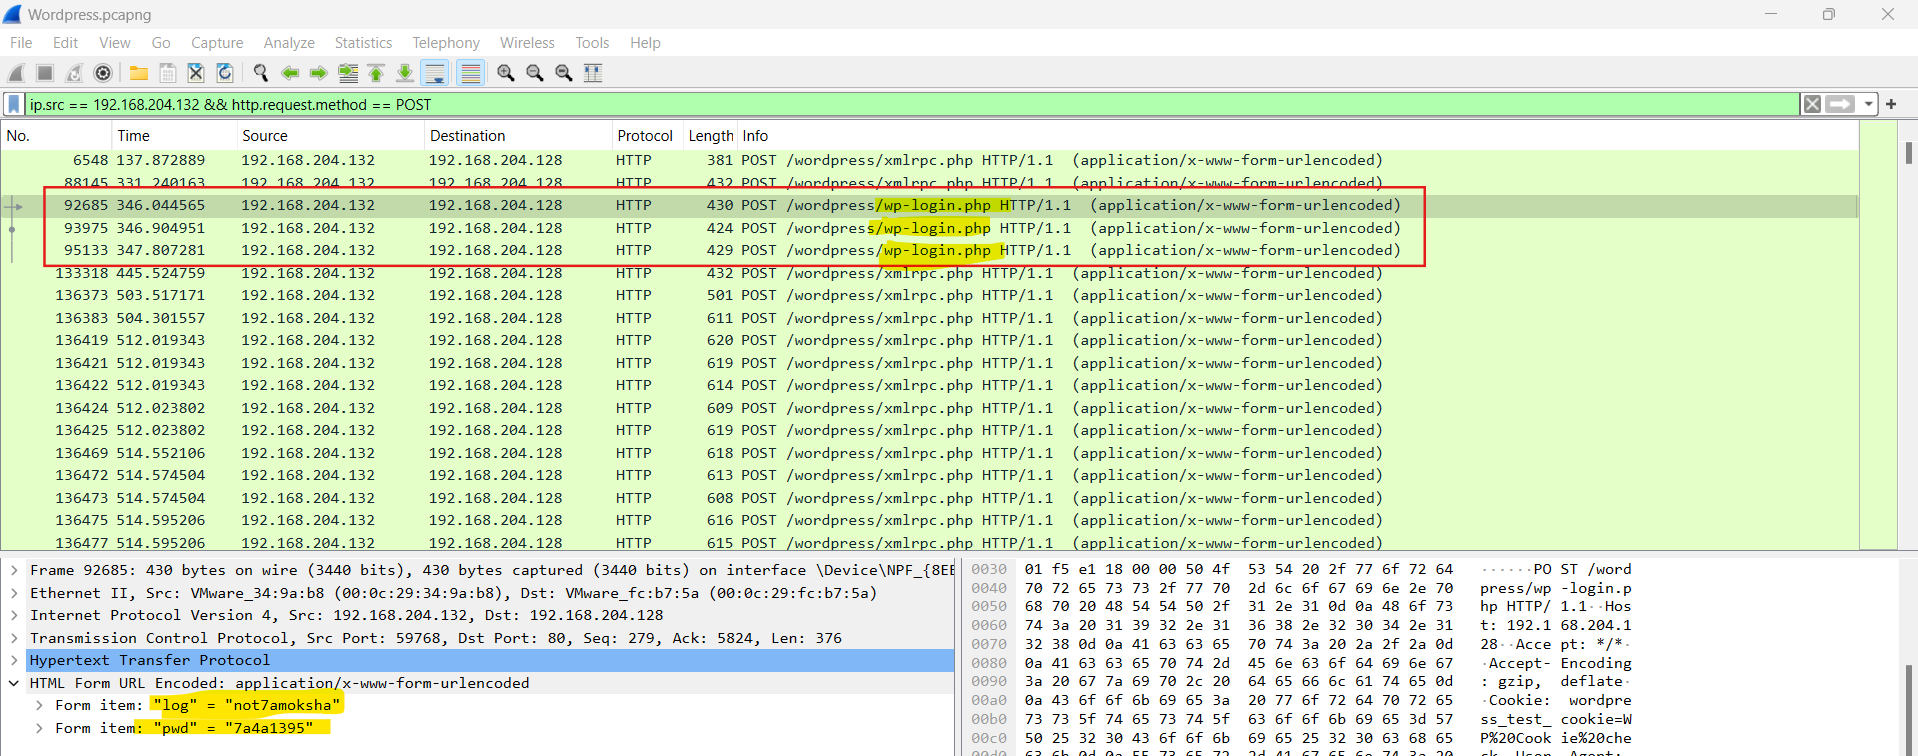 Wordpress.pcapng
File Edit View Go Capture Analyze Statistics Telephony Wireless Tools Help
ip.src == 192.168.204.132 && http.request.method == POST
No. Time Source Destination Protocol Length Info
6548 137.872889 192.168.204.132 192.168.204.128 HTTP 381 POST /wordpress/xmlrpc.php HTTP/1.1 (application/x-www-form-urlencoded)
88145 331.240163 192.168.204.132 192.168.204.128 HTTP 432 POST /wordpress/xmlrpc.php HTTP/1.1 (application/x-www-form-urlencoded)
92685 346.044565 192.168.204.132 192.168.204.128 HTTP 430 POST /wordpress/wp-login.php HTTP/1.1 (application/x-www-form-urlencoded)
93975 346.904951 192.168.204.132 192.168.204.128 HTTP 424 POST /wordpress/wp-login.php HTTP/1.1 (application/x-www-form-urlencoded)
95133 347.807281 192.168.204.132 192.168.204.128 HTTP 429 POST /wordpress/wp-login.php HTTP/1.1 (application/x-www-form-urlencoded)
133318 445.524759 192.168.204.132 192.168.204.128 HTTP 432 POST /wordpress/xmlrpc.php HTTP/1.1 (application/x-www-form-urlencoded)
136373 503.517171 192.168.204.132 192.168.204.128 HTTP 501 POST /wordpress/xmlrpc.php HTTP/1.1 (application/x-www-form-urlencoded)
136383 504.301557 192.168.204.132 192.168.204.128 HTTP 611 POST /wordpress/xmlrpc.php HTTP/1.1 (application/x-www-form-urlencoded)
136419 512.019343 192.168.204.132 192.168.204.128 HTTP 620 POST /wordpress/xmlrpc.php HTTP/1.1 (application/x-www-form-urlencoded)
136421 512.019343 192.168.204.132 192.168.204.128 HTTP 619 POST /wordpress/xmlrpc.php HTTP/1.1 (application/x-www-form-urlencoded)
136422 512.019343 192.168.204.132 192.168.204.128 HTTP 614 POST /wordpress/xmlrpc.php HTTP/1.1 (application/x-www-form-urlencoded)
136424 512.023802 192.168.204.132 192.168.204.128 HTTP 609 POST /wordpress/xmlrpc.php HTTP/1.1 (application/x-www-form-urlencoded)
136425 512.023802 192.168.204.132 192.168.204.128 HTTP 619 POST /wordpress/xmlrpc.php HTTP/1.1 (application/x-www-form-urlencoded)
136469 514.552106 192.168.204.132 192.168.204.128 HTTP 618 POST /wordpress/xmlrpc.php HTTP/1.1 (application/x-www-form-urlencoded)
136472 514.574504 192.168.204.132 192.168.204.128 HTTP 613 POST /wordpress/xmlrpc.php HTTP/1.1 (application/x-www-form-urlencoded)
136473 514.574504 192.168.204.132 192.168.204.128 HTTP 608 POST /wordpress/xmlrpc.php HTTP/1.1 (application/x-www-form-urlencoded)
136475 514.595206 192.168.204.132 192.168.204.128 HTTP 616 POST /wordpress/xmlrpc.php HTTP/1.1 (application/x-www-form-urlencoded)
136477 514.595206 192.168.204.132 192.168.204.128 HTTP 615 POST /wordpress/xmlrpc.php HTTP/1.1 (application/x-www-form-urlencoded)
Frame 92685: 430 bytes on wire (3440 bits), 430 bytes captured (3440 bits) on interface \Device\NPF_{8EE
Ethernet II, Src: VMware_34:9a:b8 (00:0c:29:34:9a:b8), Dst: VMware_fc:b7:5a (00:0c:29:fc:b7:5a)
Internet Protocol Version 4, Src: 192.168.204.132, Dst: 192.168.204.128
Transmission Control Protocol, Src Port: 59768, Dst Port: 80, Seq: 279, Ack: 5824, Len: 376
Hypertext Transfer Protocol
HTML Form URL Encoded: application/x-www-form-urlencoded
Form item: "log" = "not7amoksha"
Form item: "pwd" = "7a4a1395"
0030 01 f5 e1 18 00 00 50 4f 53 54 20 2f 77 6f 72 64 ······PO ST /word
0040 70 72 65 73 73 2f 77 70 2d 6c 6f 67 69 6e 2e 70 press/wp -login.p
0050 68 70 20 48 54 54 50 2f 31 2e 31 0d 0a 48 6f 73 hp HTTP/ 1.1··Hos
0060 74 3a 20 31 39 32 2e 31 36 38 2e 32 30 34 2e 31 t: 192.1 68.204.1
0070 32 38 0d 0a 41 63 63 65 70 74 3a 20 2a 2f 2a 0d 28··Acce pt: */*·
0080 0a 41 63 63 65 70 74 2d 45 6e 63 6f 64 69 6e 67 ·Accept- Encoding
0090 3a 20 67 7a 69 70 2c 20 64 65 66 6c 61 74 65 0d : gzip, deflate·
00a0 0a 43 6f 6f 6b 69 65 3a 20 77 6f 72 64 70 72 65 ·Cookie: wordpre
00b0 73 73 5f 74 65 73 74 5f 63 6f 6f 6b 69 65 3d 57 ss_test_ cookie=W
00c0 50 25 32 30 43 6f 6f 6b 69 65 25 32 30 63 68 65 P%20Cook ie%20che